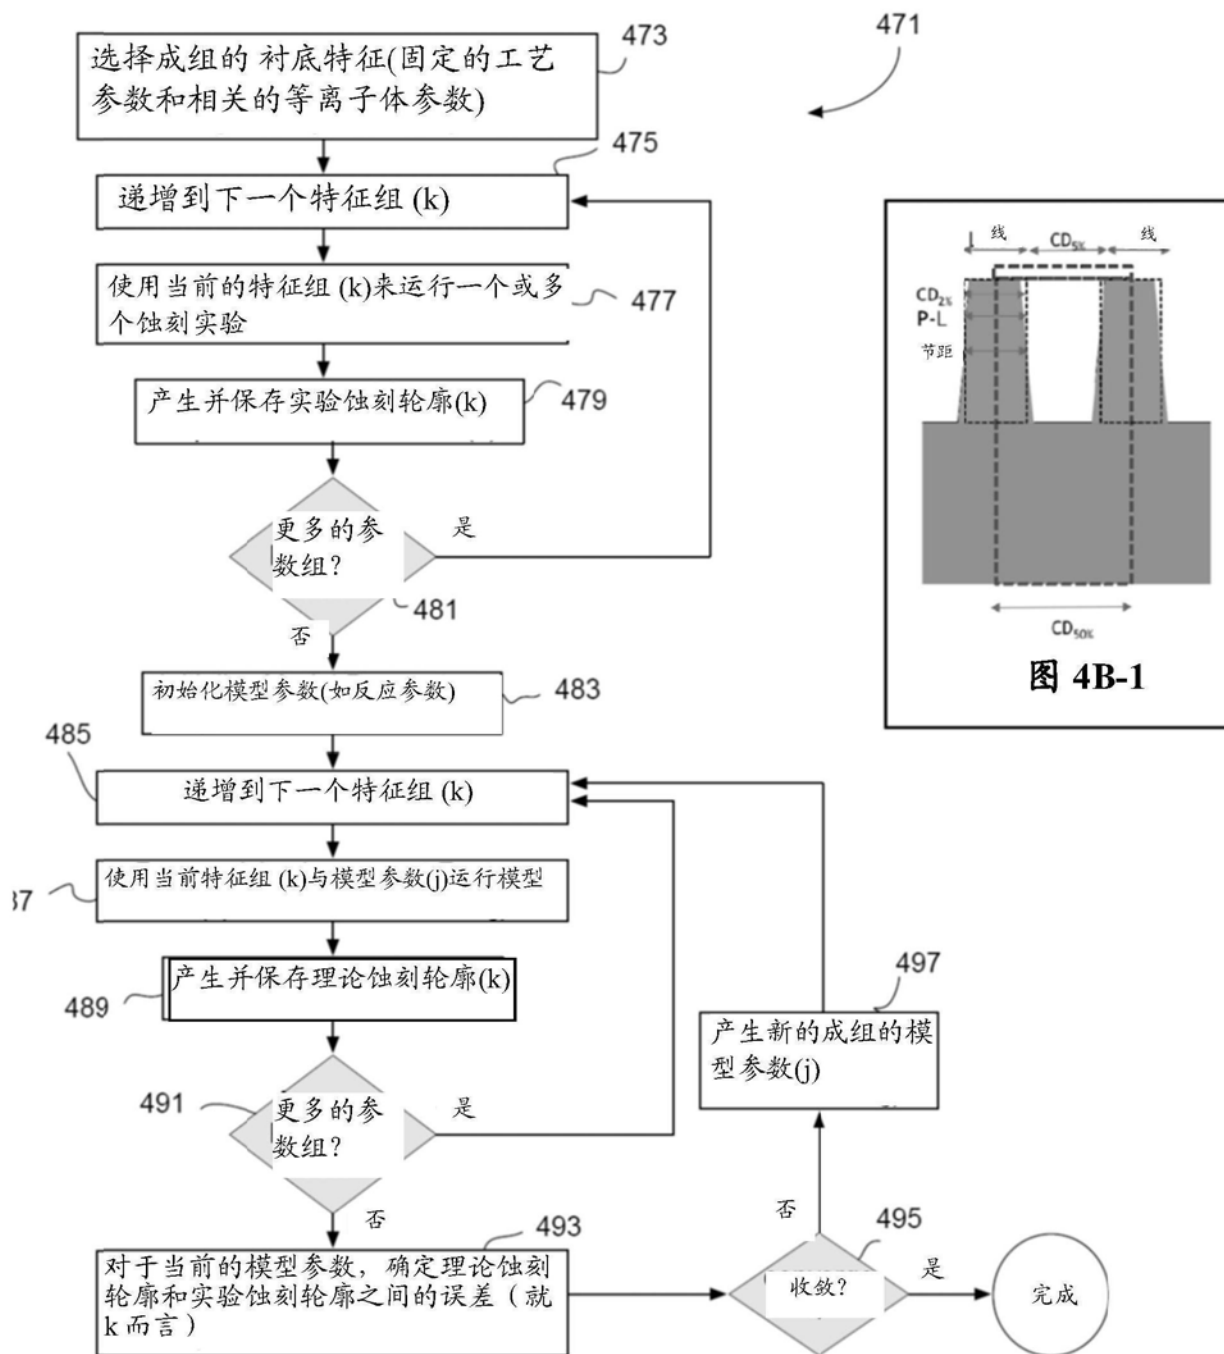 471
473
选择成组的 衬底特征(固定的工艺
参数和相关的等离子体参数)
475
递增到下一个特征组 (k)
使用当前的特征组 (k)来运行一个或多
个蚀刻实验
477
产生并保存实验蚀刻轮廓(k)
479
更多的参
数组?
是
481
否
初始化模型参数(如反应参数)
483
485
递增到下一个特征组 (k)
使用当前特征组 (k)与模型参数(j)运行模型
37
产生并保存理论蚀刻轮廓(k)
489
491
更多的参
数组?
是
否
493
对于当前的模型参数，确定理论蚀刻
轮廓和实验蚀刻轮廓之间的误差（就
k 而言）
495
收敛?
否
是
完成
497
产生新的成组的模
型参数(j)
L 线
CD5%
线
CD2%
P-L
节距
CD50%
图 4B-1